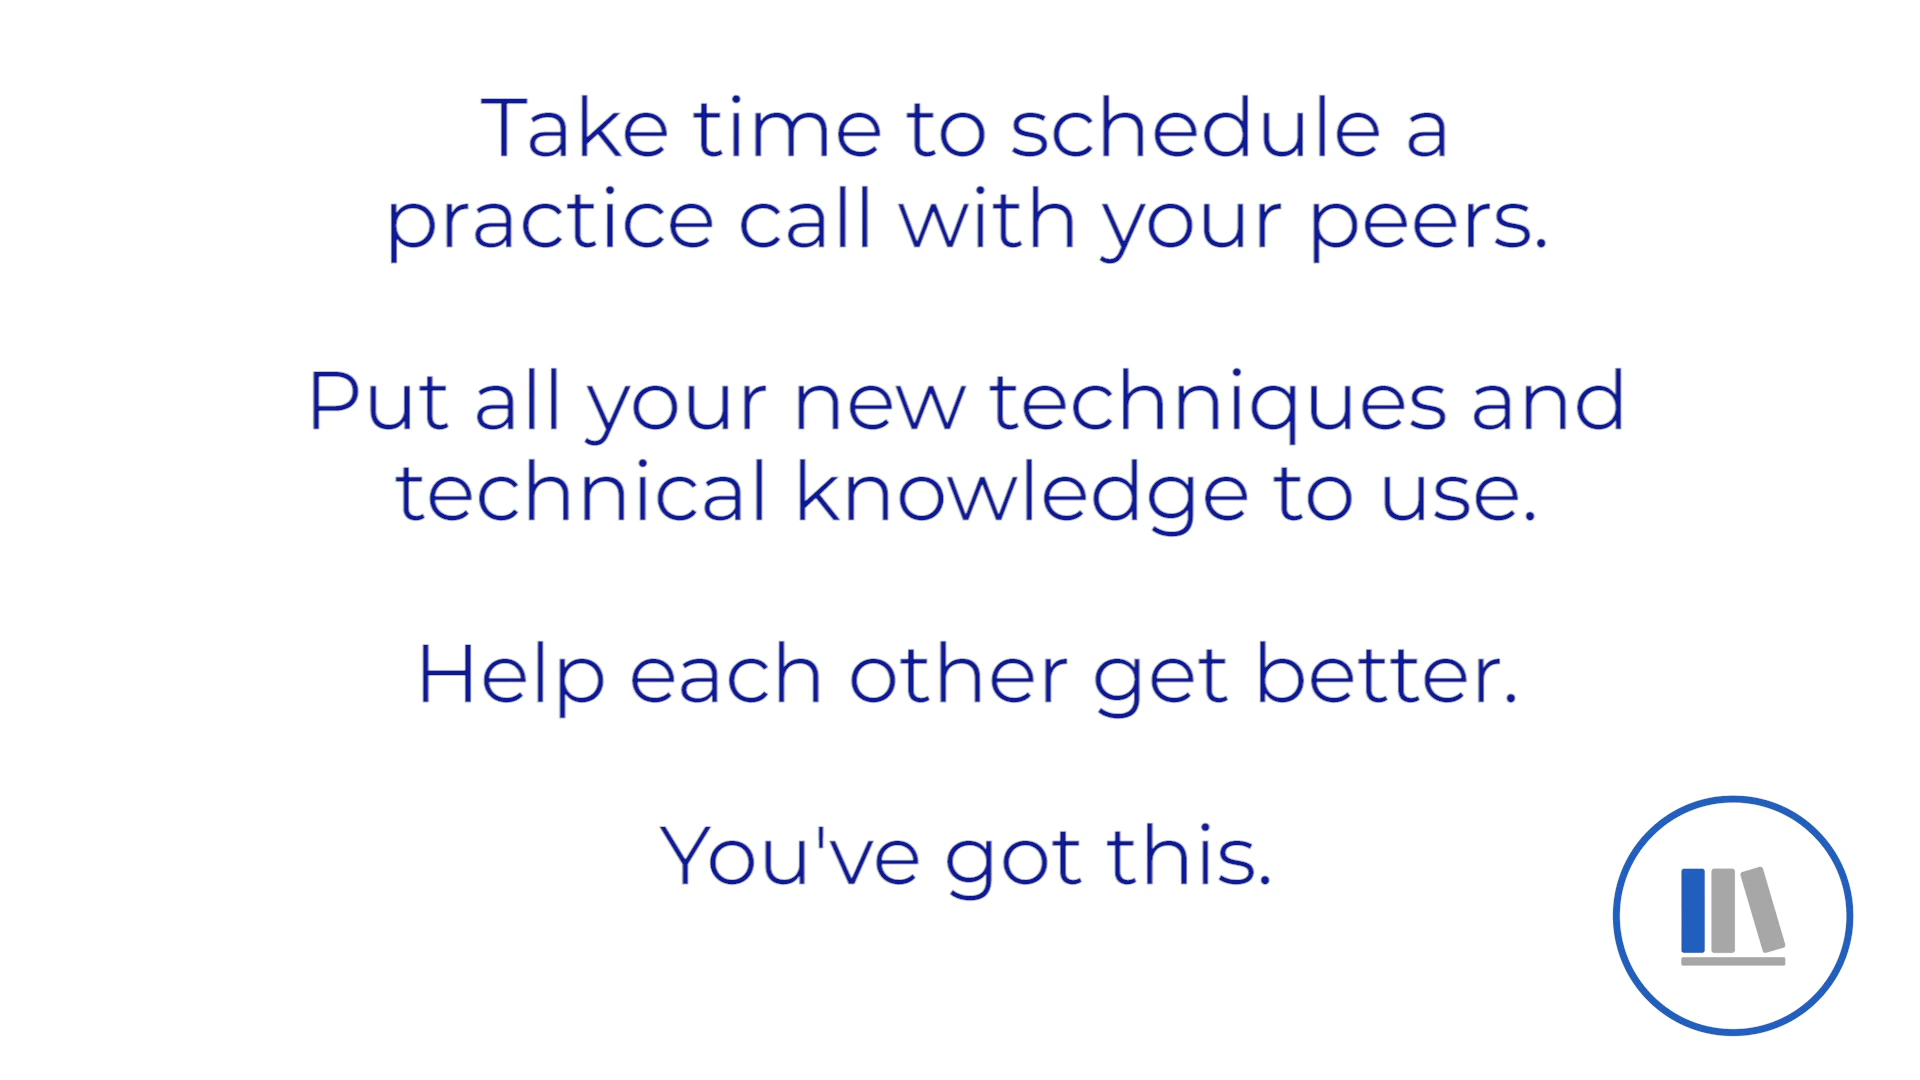 Take time to schedule a
practice call with your peers.
Put all your new techniques and
technical knowledge to use.
Help each other get better.
You've got this.